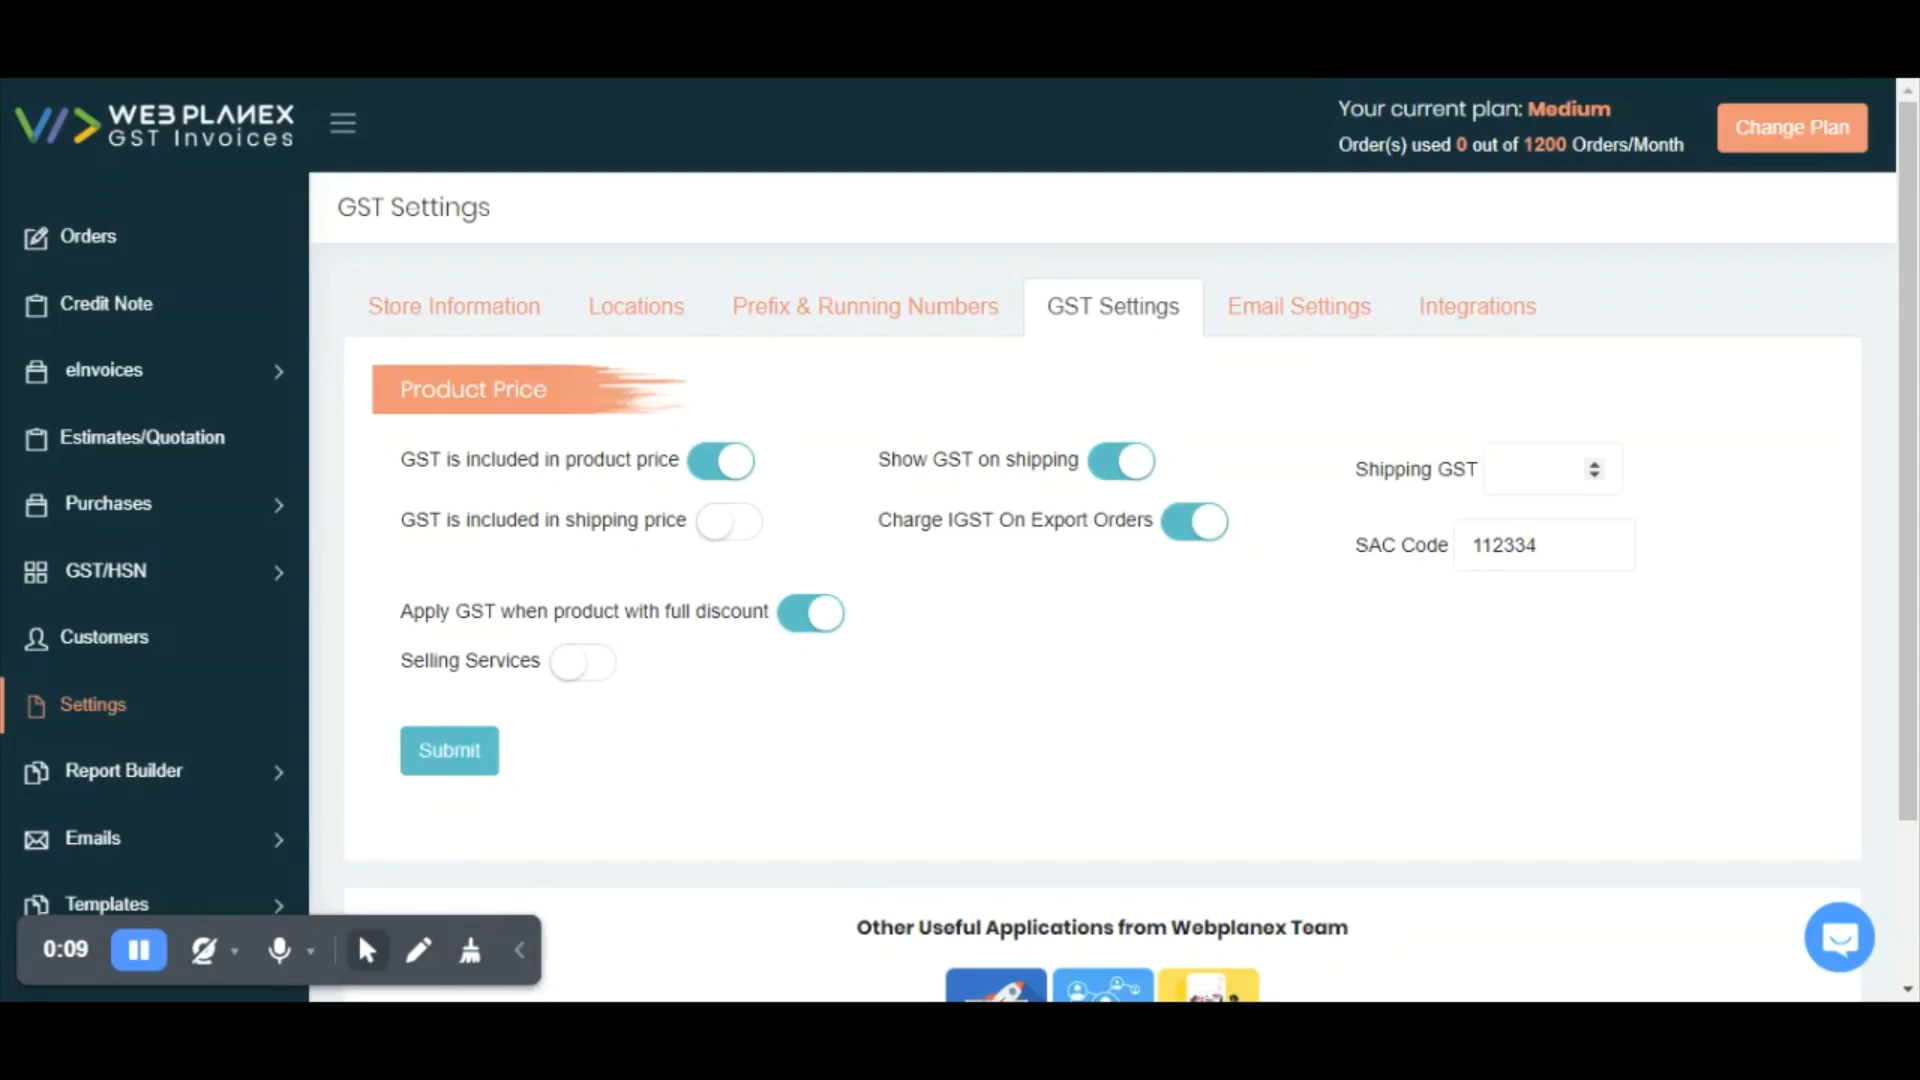 WEB PLANEX
GST Invoices
Your current plan: Medium
Order(s) used 0 out of 1200 Orders/Month
Change Plan
Orders
Credit Note
eInvoices
Estimates/Quotation
Purchases
GST/HSN
Customers
Settings
Report Builder
Emails
Templates
GST Settings
Store Information Locations Prefix & Running Numbers GST Settings Email Settings Integrations
Product Price
GST is included in product price Show GST on shipping Shipping GST
GST is included in shipping price Charge IGST On Export Orders
SAC Code 112334
Apply GST when product with full discount
Selling Services
Submit
Other Useful Applications from Webplanex Team
0:09